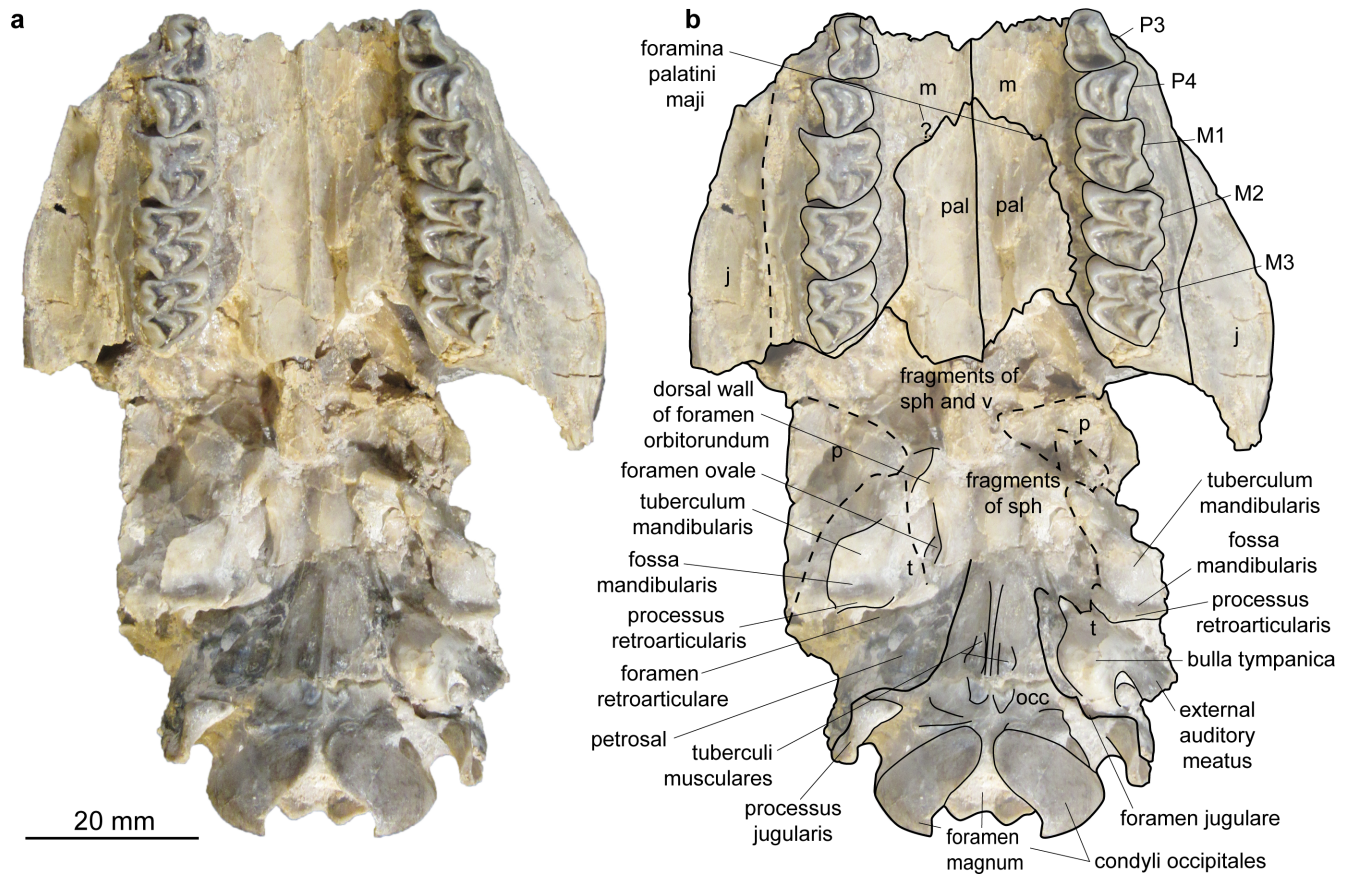 a
b
foramina
palatini
maji
P3
P4
M1
M2
M3
m
m
?
pal
pal
j
j
fragments of
sph and v
dorsal wall
of foramen
orbitorundum
foramen ovale
tuberculum
mandibularis
fossa
mandibularis
processus
retroarticularis
foramen
retroarticulare
petrosal
tuberculi
musculares
processus
jugularis
p
p
fragments
of sph
t
t
occ
tuberculum
mandibularis
fossa
mandibularis
processus
retroarticularis
bulla tympanica
external
auditory
meatus
foramen jugulare
foramen
magnum
condyli occipitales
20 mm